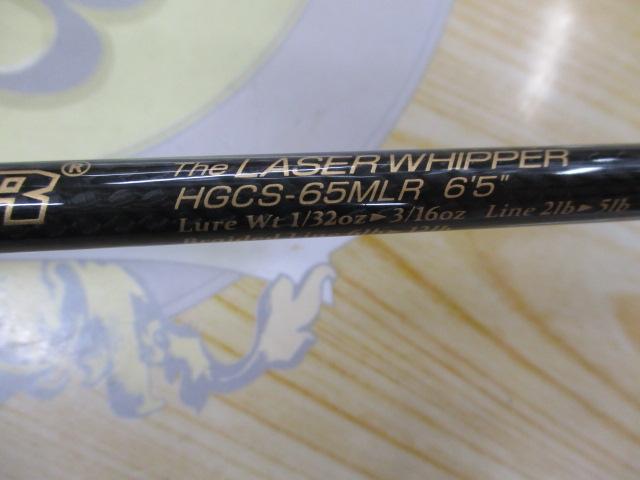 R®
The LASER WHIPPER
HGCS-65MLR 6'5"
Lure Wt 1/32oz▶3/16oz Line 2lb▶5lb